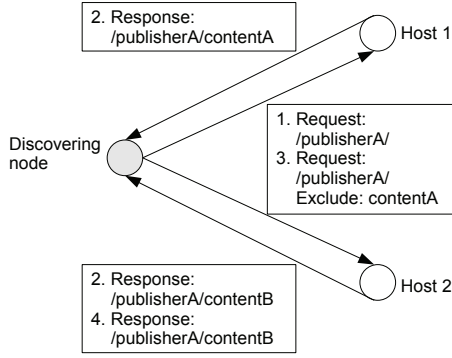 2. Response:
/publisherA/contentA
Host 1
1. Request:
/publisherA/
3. Request:
/publisherA/
Exclude: contentA
Discovering
node
2. Response:
/publisherA/contentB
4. Response:
/publisherA/contentB
Host 2